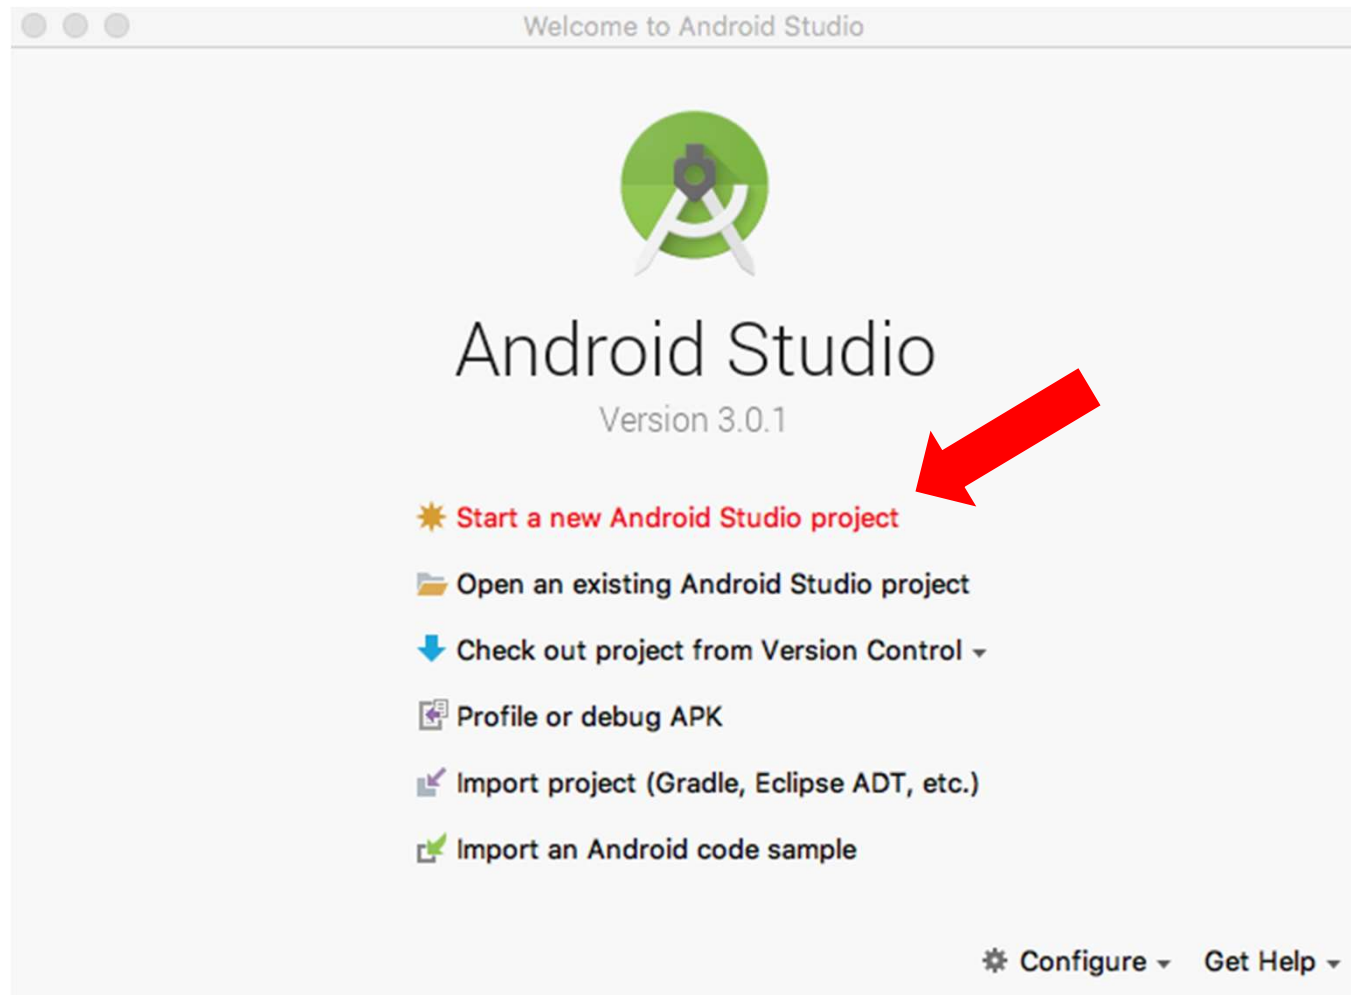 Welcome to Android Studio
Android Studio
Version 3.0.1
Start a new Android Studio project
Open an existing Android Studio project
Check out project from Version Control
Profile or debug APK
Import project (Gradle, Eclipse ADT, etc.)
Import an Android code sample
Configure Get Help